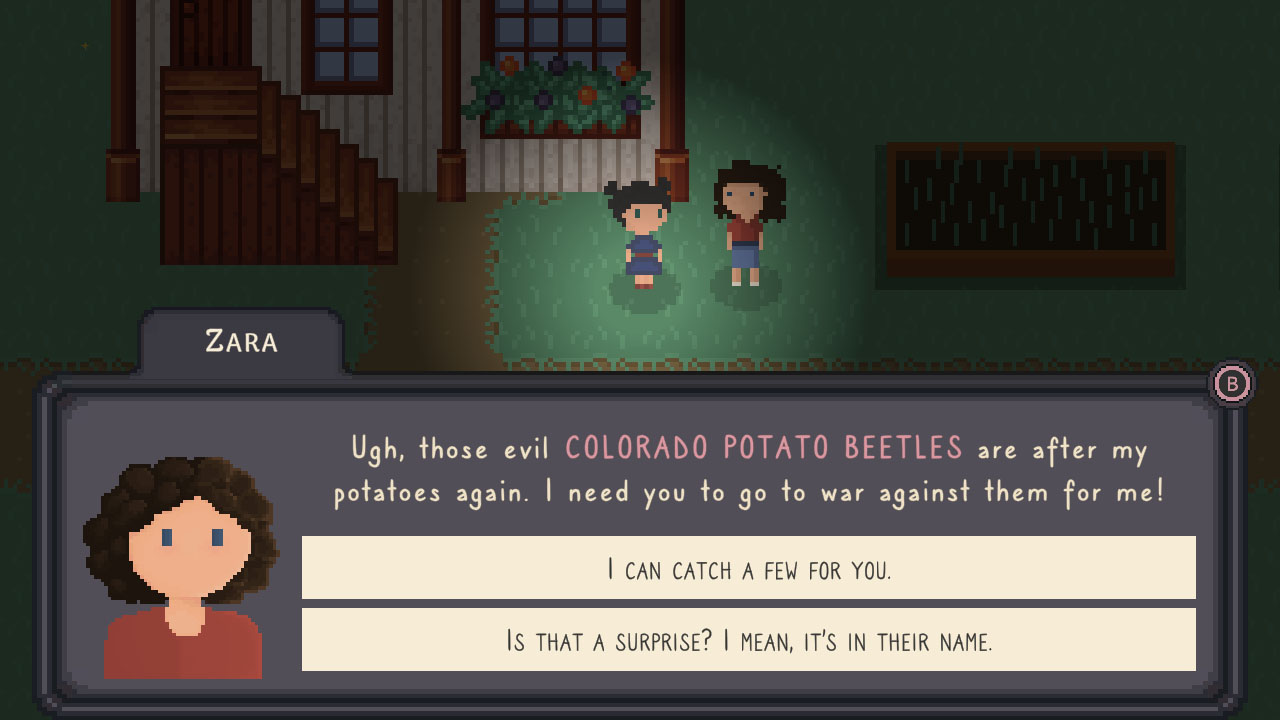 Zara
B
Ugh, those evil COLORADO POTATO BEETLES are after my
potatoes again. I need you to go to war against them for me!
I can catch a few for you.
Is that a surprise? I mean, it's in their name.